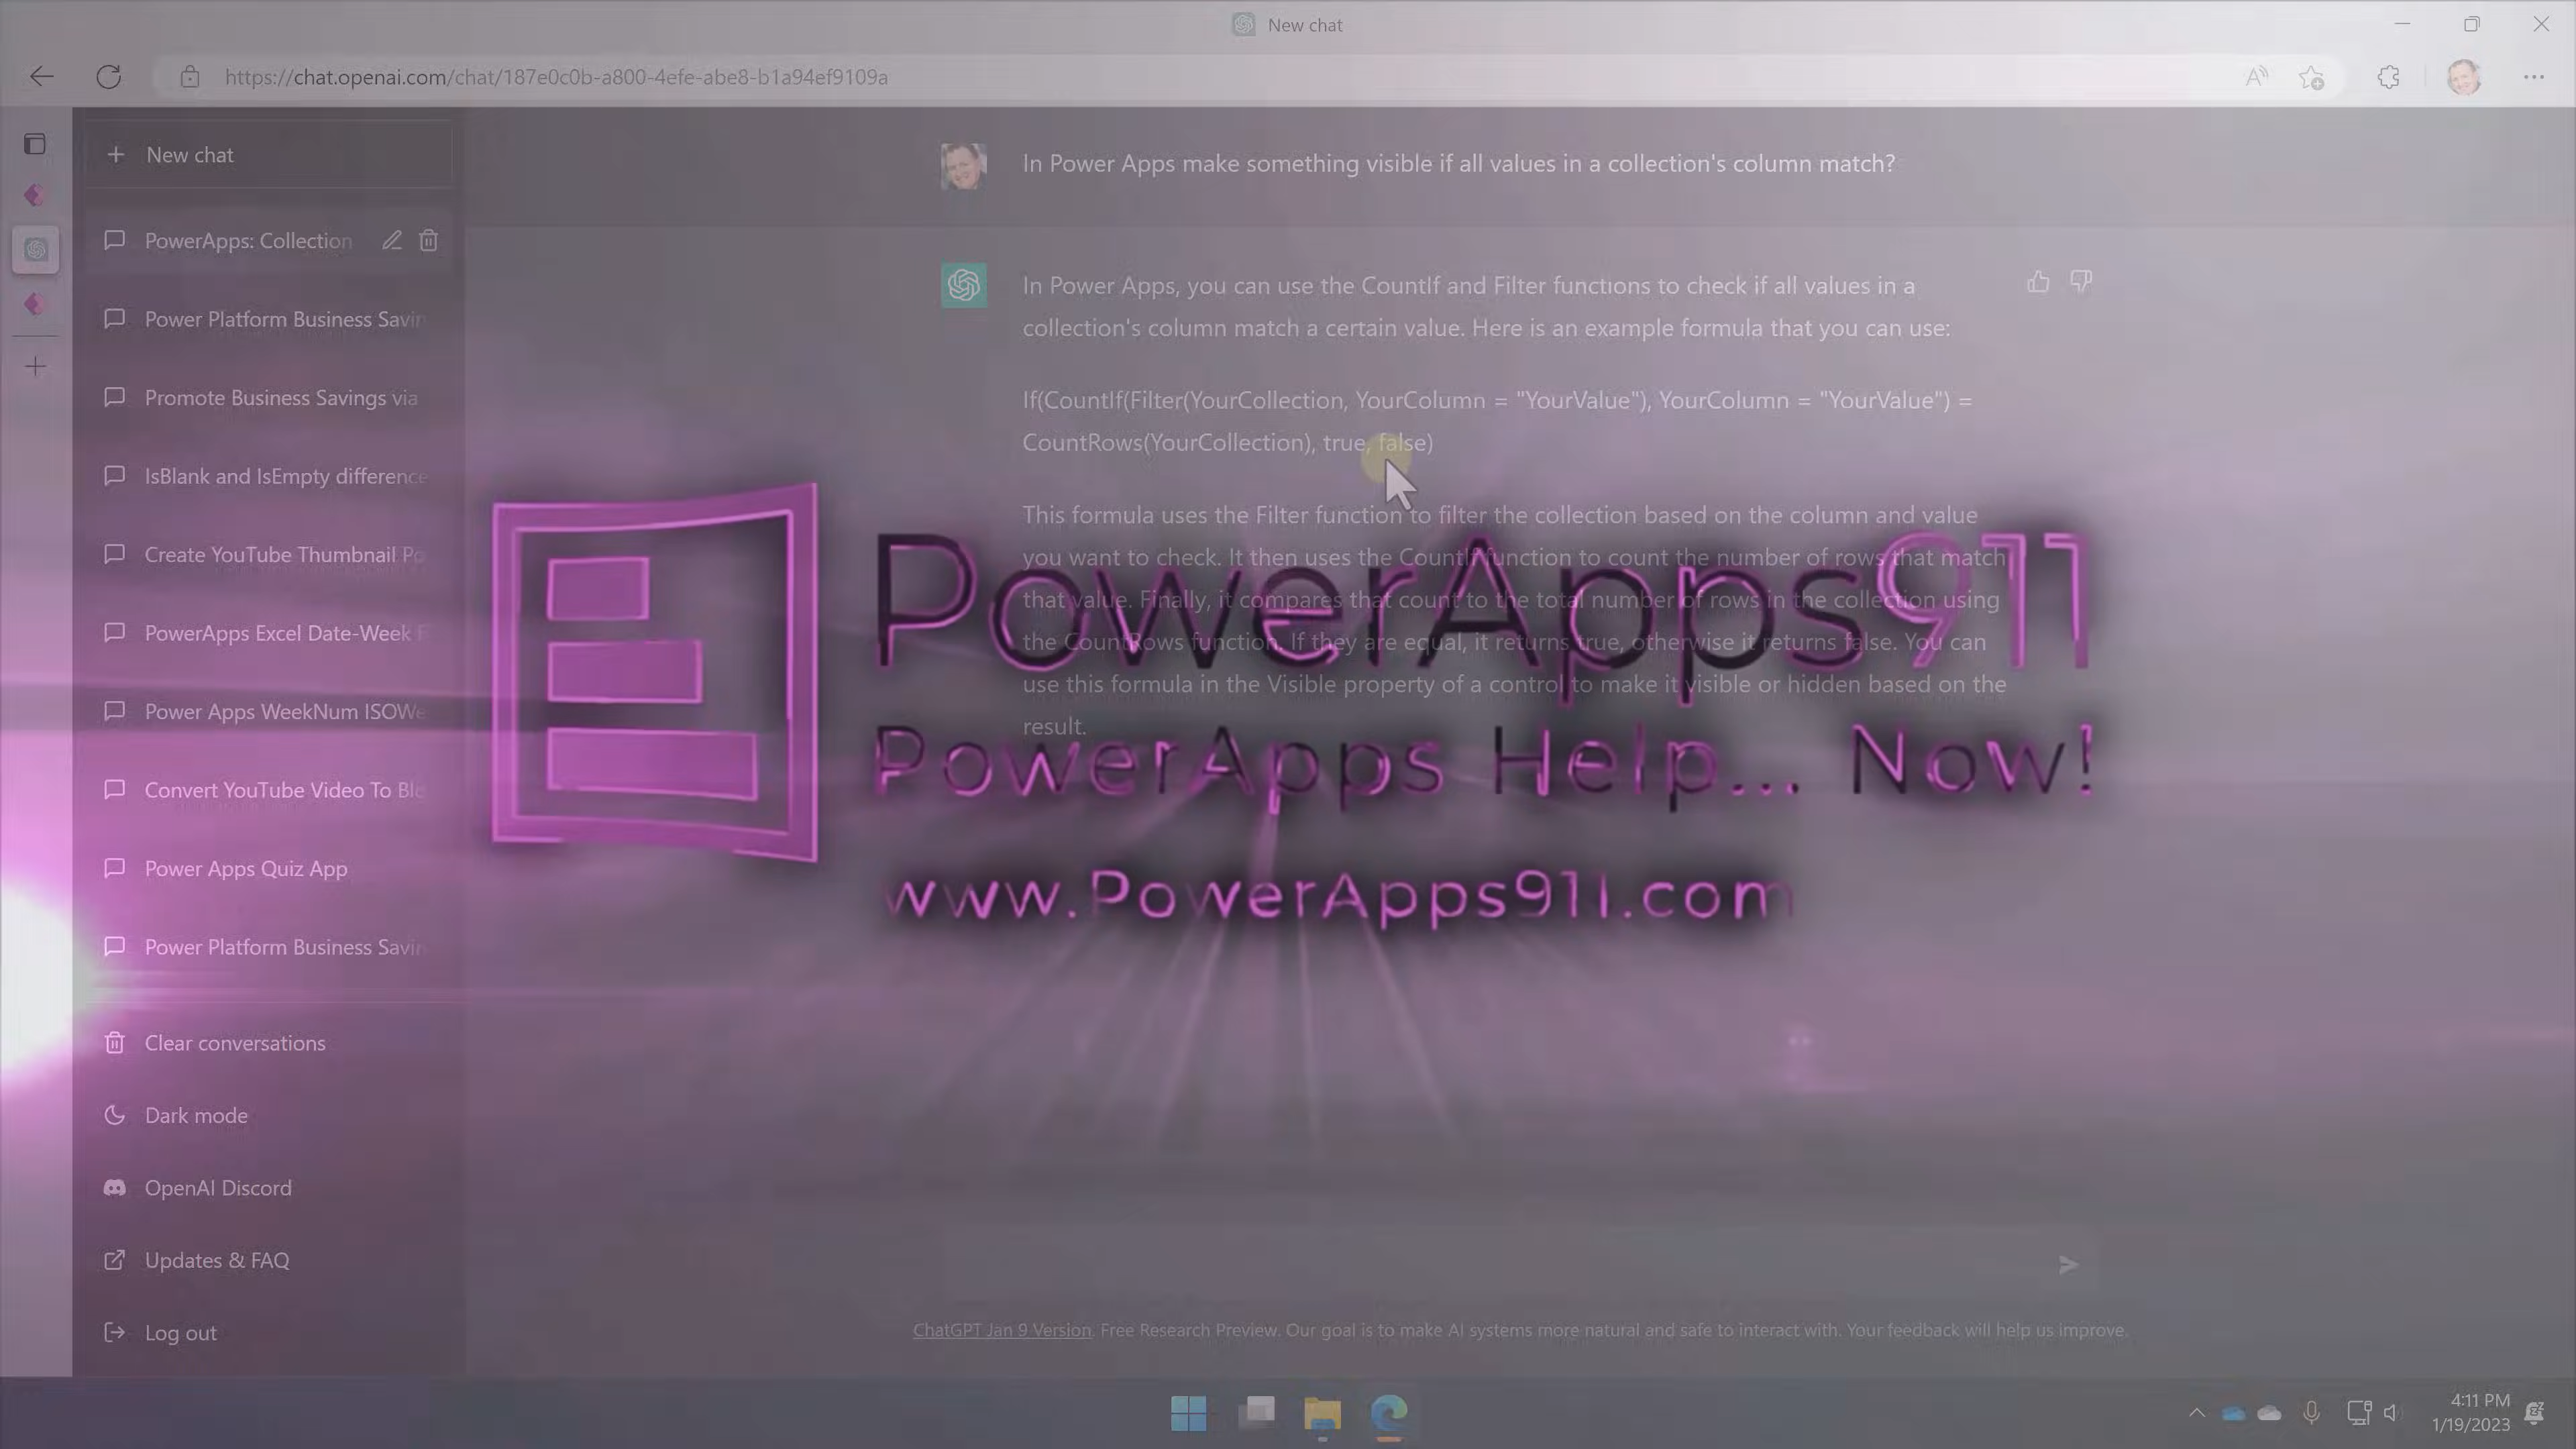 New chat
https://chat.openai.com/chat/187e0c0b-a800-4efe-abe8-b1a94ef9109a
New chat
PowerApps: Collection
Power Platform Business Savin
Promote Business Savings via
IsBlank and IsEmpty difference
Create YouTube Thumbnail Po
PowerApps Excel Date-Week
Power Apps WeekNum ISOWe
Convert YouTube Video To Blo
Power Apps Quiz App
Power Platform Business Savin
Clear conversations
Dark mode
OpenAI Discord
Updates & FAQ
Log out
In Power Apps make something visible if all values in a collection's column match?
In Power Apps, you can use the CountIf and Filter functions to check if all values in a
collection's column match a certain value. Here is an example formula that you can use:
If(CountIf(Filter(YourCollection, YourColumn = "YourValue"), YourColumn = "YourValue") =
CountRows(YourCollection), true, false)
This formula uses the Filter function to filter the collection based on the column and value
you want to check. It then uses the CountIf function to count the number of rows that match
that value. Finally, it compares that count to the total number of rows in the collection using
the CountRows function. If they are equal, it returns true, otherwise it returns false. You can
use this formula in the Visible property of a control to make it visible or hidden based on the
result.
PowerApps911
PowerApps Help... Now!
www.PowerApps911.com
ChatGPT Jan 9 Version. Free Research Preview. Our goal is to make AI systems more natural and safe to interact with. Your feedback will help us improve.
4:11 PM
1/19/2023